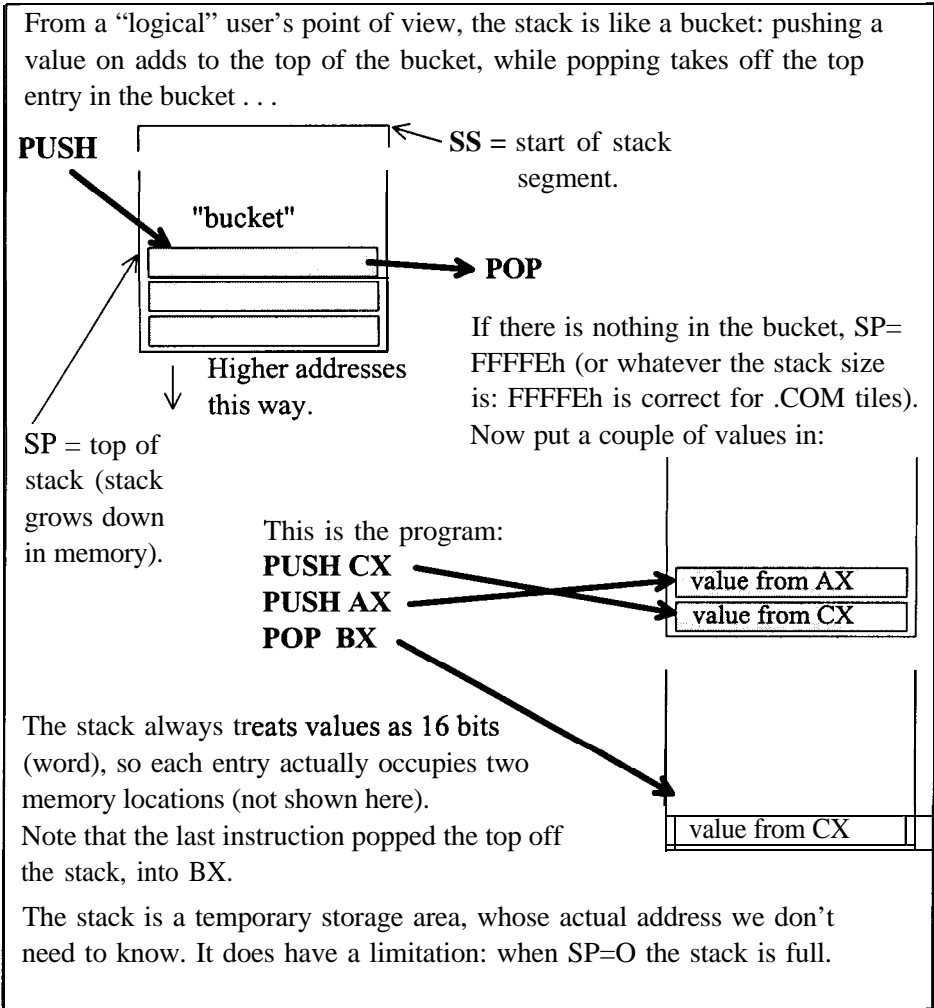 From a “logical” user’s point of view, the stack is like a bucket: pushing a
value on adds to the top of the bucket, while popping takes off the top
entry in the bucket . . .
PUSH
SS = start of stack
segment.
"bucket"
POP
Higher addresses
this way.
If there is nothing in the bucket, SP=
FFFFEh (or whatever the stack size
is: FFFFEh is correct for .COM tiles).
Now put a couple of values in:
SP = top of
stack (stack
grows down
in memory).
This is the program:
PUSH CX
PUSH AX
POP BX
value from AX
value from CX
The stack always treats values as 16 bits
(word), so each entry actually occupies two
memory locations (not shown here).
Note that the last instruction popped the top off
the stack, into BX.
value from CX
The stack is a temporary storage area, whose actual address we don’t
need to know. It does have a limitation: when SP=O the stack is full.